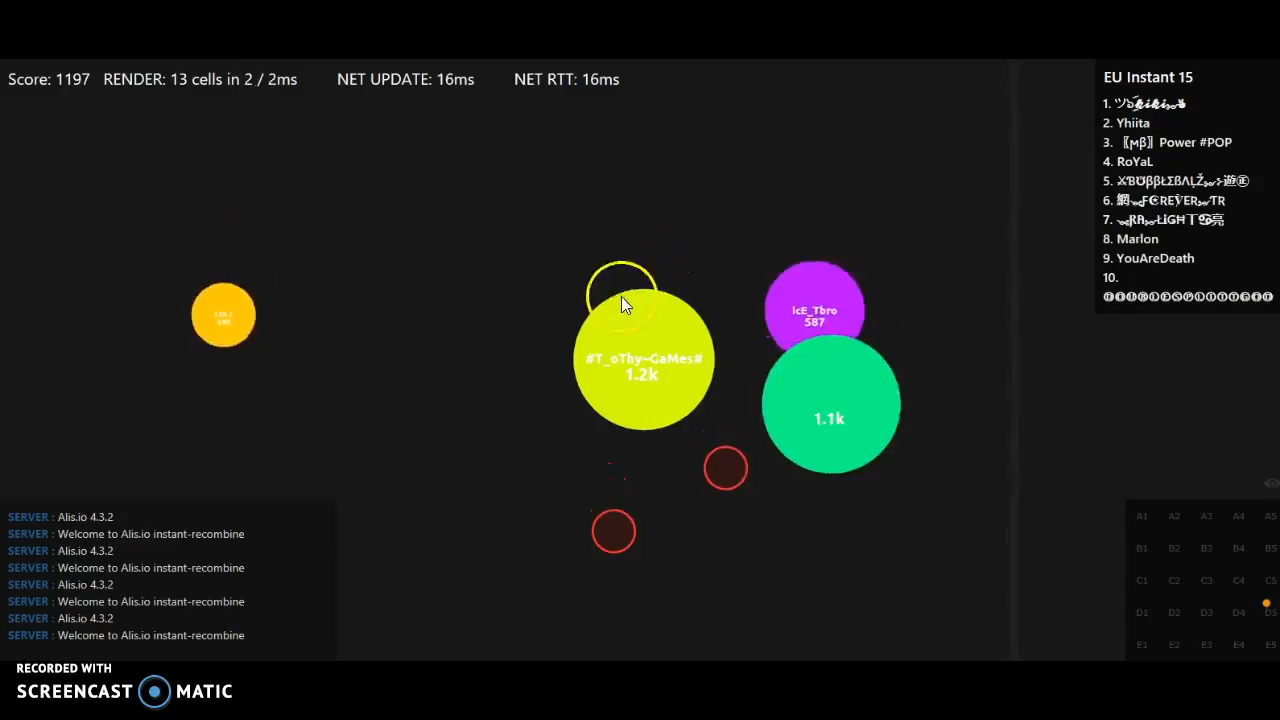 Score: 1197 RENDER: 13 cells in 2 / 2ms NET UPDATE: 16ms NET RTT: 16ms
EU Instant 15
1.
2. Yhiita
3. 〖ϻβ〗Power #POP
4. RoYaL
5.
6.
7.
8. Marlon
9. YouAreDeath
10.
IcE_Tbro
587
#T_oThy~GaMes#
1.2k
1.1k
SERVER : Alis.io 4.3.2
SERVER : Welcome to Alis.io instant-recombine
SERVER : Alis.io 4.3.2
SERVER : Welcome to Alis.io instant-recombine
SERVER : Alis.io 4.3.2
SERVER : Welcome to Alis.io instant-recombine
SERVER : Alis.io 4.3.2
SERVER : Welcome to Alis.io instant-recombine
A1 A2 A3 A4 A5
B1 B2 B3 B4 B5
C1 C2 C3 C4 C5
D1 D2 D3 D4 D5
E1 E2 E3 E4 E5
RECORDED WITH
SCREENCAST MATIC